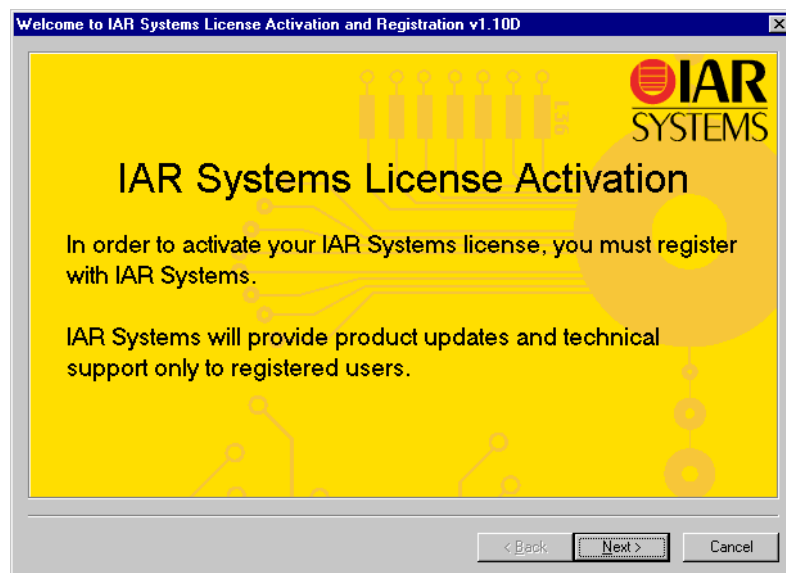 Welcome to IAR Systems License Activation and Registration v1.10D
IAR
SYSTEMS
L36
IAR Systems License Activation
In order to activate your IAR Systems license, you must register
with IAR Systems.
IAR Systems will provide product updates and technical
support only to registered users.
< Back
Next >
Cancel